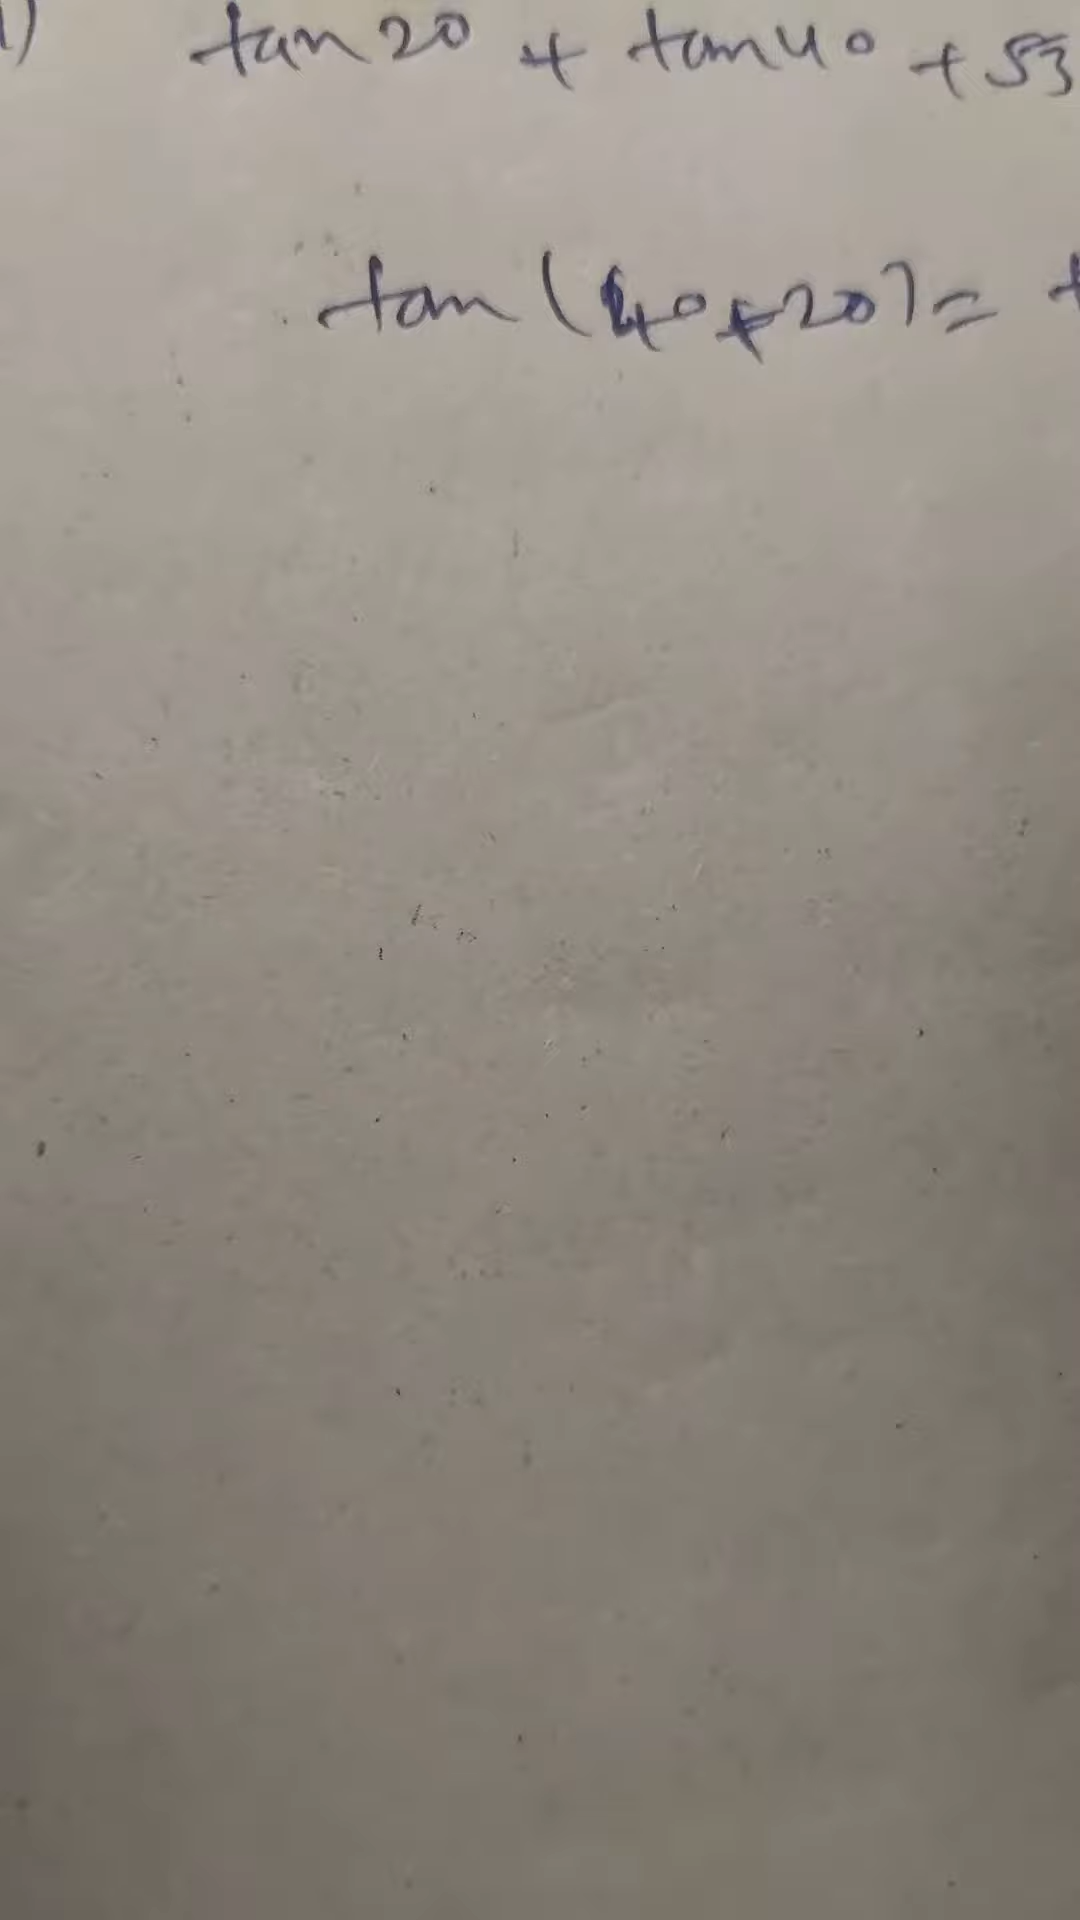 1) tan 20 + tan 40 + √3
tan (40+20) = t